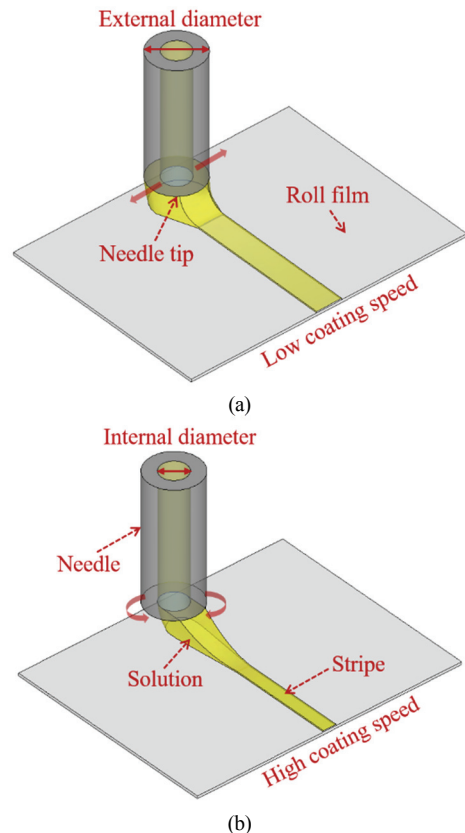 External diameter
Roll film
Needle tip
Low coating speed
(a)
Internal diameter
Needle
Solution
Stripe
High coating speed
(b)